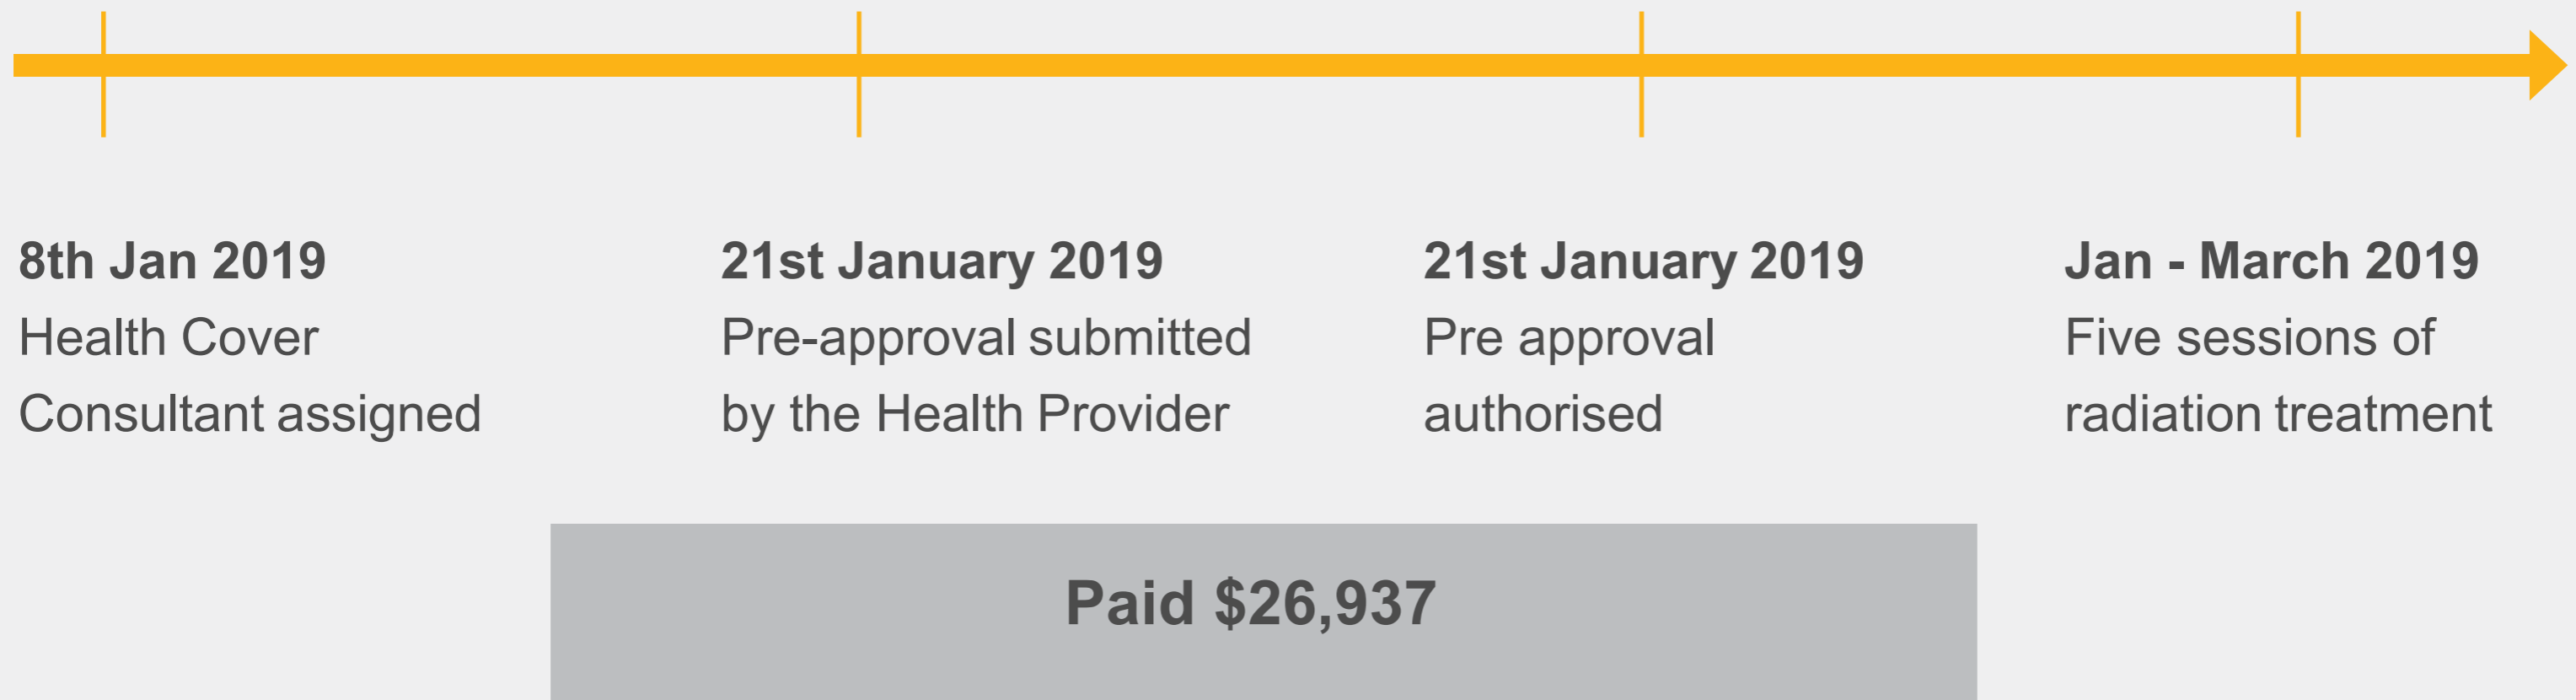 8th Jan 2019
Health Cover
Consultant assigned
21st January 2019
Pre-approval submitted
by the Health Provider
21st January 2019
Pre approval
authorised
Jan - March 2019
Five sessions of
radiation treatment
Paid $26,937